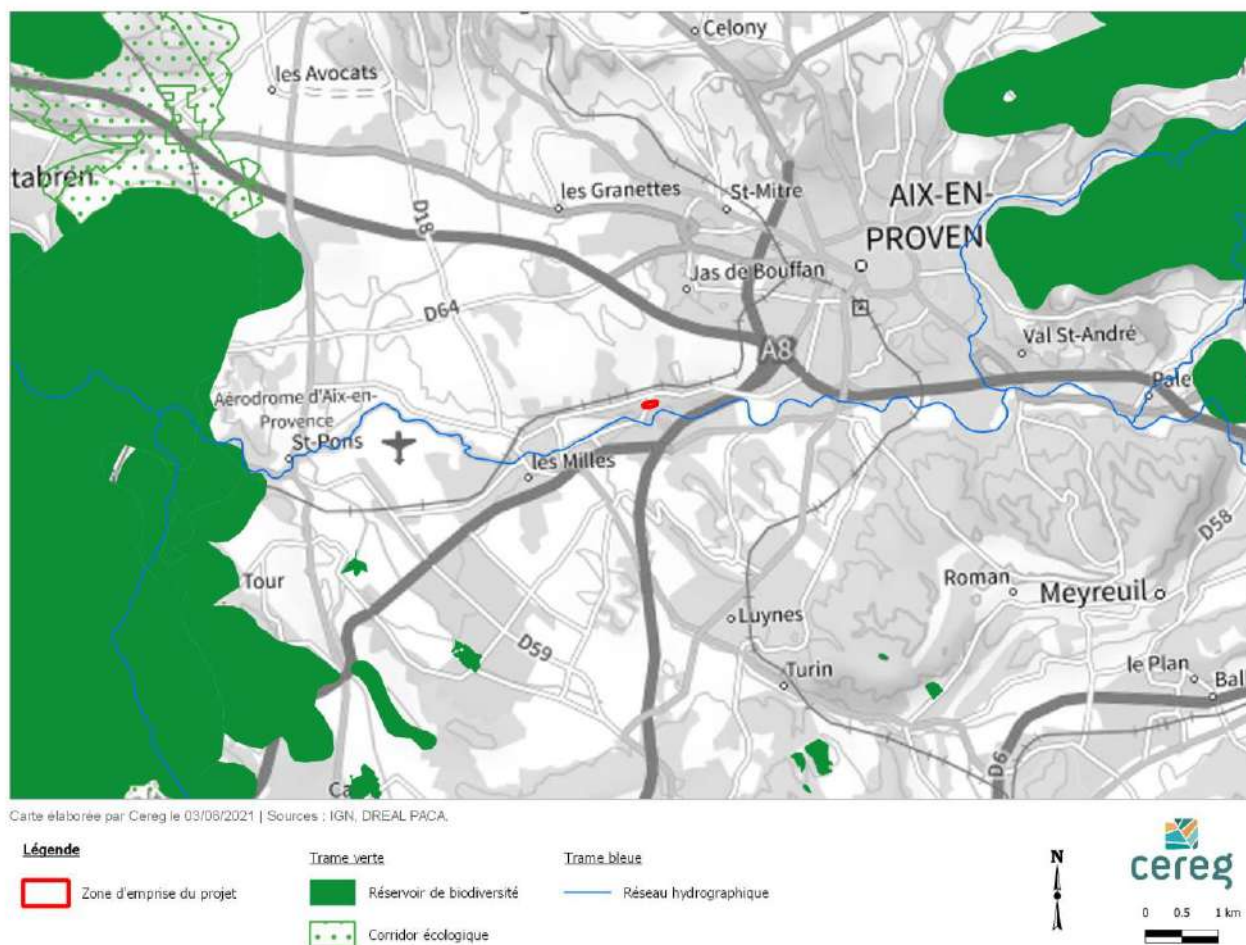 Celony
les Avocats
tabren
les Granettes
St-Mitre
AIX-EN-
PROVEN
D18
Jas de Bouffan
D64
A8
Val St-André
Aérodrome d'Aix-en-
Provence
St-Pons
les Milles
Tour
D58
Roman
Meyreuil
Luynes
D59
Turin
le Plan
Bal
D6
Ca
Carte élaborée par Cereg le 03/06/2021 | Sources : IGN, DREAL PACA.
Légende
Zone d'emprise du projet
Trame verte
Réservoir de biodiversité
Corridor écologique
Trame bleue
Réseau hydrographique
N
cereg
0 0.5 1 km